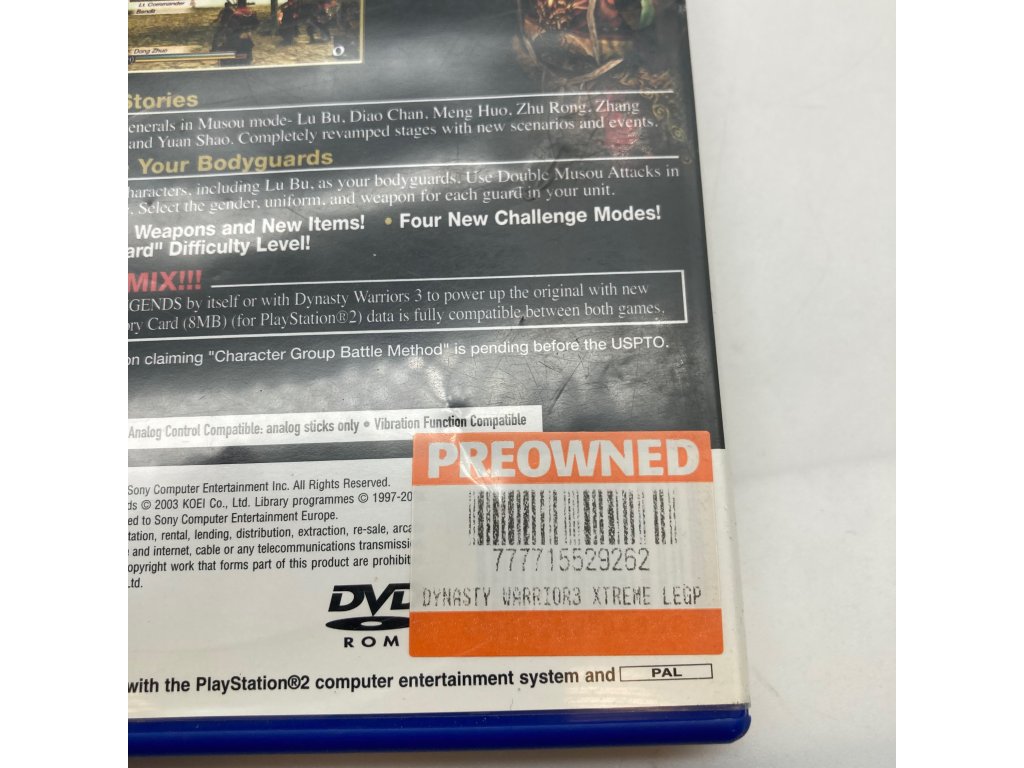 Lt. Commander
Bandit
Dong Zhuo
Stories
enerals in Musou mode- Lu Bu, Diao Chan, Meng Huo, Zhu Rong, Zhang
and Yuan Shao. Completely revamped stages with new scenarios and events.
Your Bodyguards
haracters, including Lu Bu, as your bodyguards. Use Double Musou Attacks in
. Select the gender, uniform, and weapon for each guard in your unit.
Weapons and New Items! • Four New Challenge Modes!
ard" Difficulty Level!
MIX!!!
GENDS by itself or with Dynasty Warriors 3 to power up the original with new
ry Card (8MB) (for PlayStation®2) data is fully compatible between both games.
on claiming "Character Group Battle Method" is pending before the USPTO.
Analog Control Compatible: analog sticks only • Vibration Function Compatible
PREOWNED
777715529262
DYNASTY WARRIOR3 XTREME LEGP
Sony Computer Entertainment Inc. All Rights Reserved.
ds © 2003 KOEI Co., Ltd. Library programmes © 1997-20
ed to Sony Computer Entertainment Europe.
tation, rental, lending, distribution, extraction, re-sale, arca
e and internet, cable or any telecommunications transmissi
opyright work that forms part of this product are prohibit
Ltd.
DVD
ROM
with the PlayStation®2 computer entertainment system and PAL